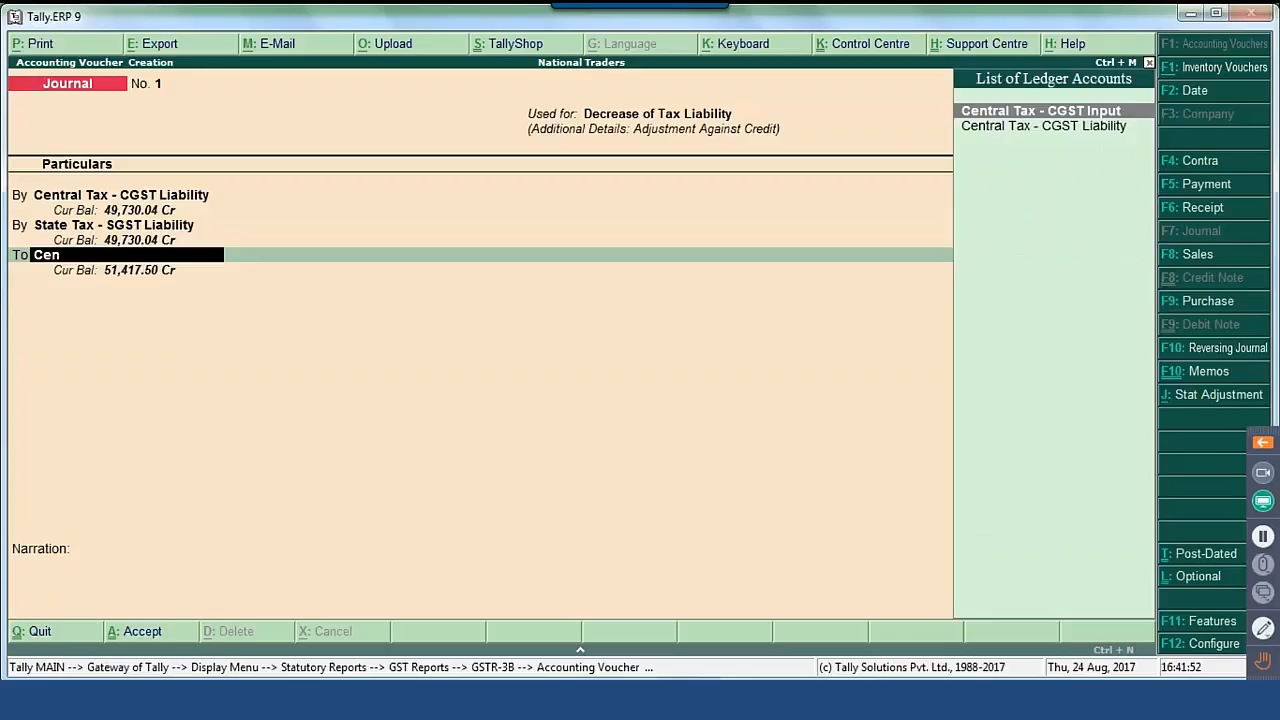 Tally.ERP 9
P: Print E: Export M: E-Mail O: Upload S: TallyShop G: Language K: Keyboard K: Control Centre H: Support Centre H: Help
Accounting Voucher Creation National Traders Ctrl + M
Journal No. 1
Used for: Decrease of Tax Liability
(Additional Details: Adjustment Against Credit)
Particulars
By Central Tax - CGST Liability
Cur Bal: 49,730.04 Cr
By State Tax - SGST Liability
Cur Bal: 49,730.04 Cr
To Cen
Cur Bal: 51,417.50 Cr
Narration:
List of Ledger Accounts
Central Tax - CGST Input
Central Tax - CGST Liability
F1: Accounting Vouchers
F1: Inventory Vouchers
F2: Date
F3: Company
F4: Contra
F5: Payment
F6: Receipt
F7: Journal
F8: Sales
F8: Credit Note
F9: Purchase
F9: Debit Note
F10: Reversing Journal
F10: Memos
J: Stat Adjustment
T: Post-Dated
L: Optional
F11: Features
F12: Configure
Q: Quit A: Accept D: Delete X: Cancel
Ctrl + N
Tally MAIN --> Gateway of Tally --> Display Menu --> Statutory Reports --> GST Reports --> GSTR-3B --> Accounting Voucher ... (c) Tally Solutions Pvt. Ltd., 1988-2017 Thu, 24 Aug, 2017 16:41:52